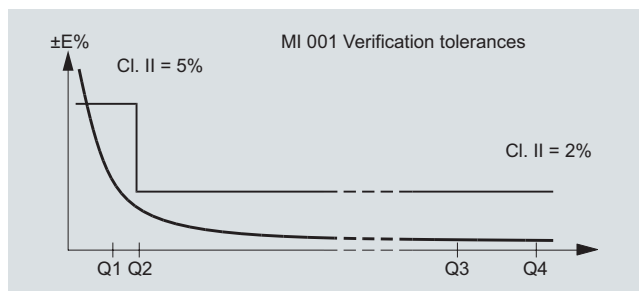 ±E%
MI 001 Verification tolerances
Cl. II = 5%
Cl. II = 2%
Q1 Q2 Q3 Q4